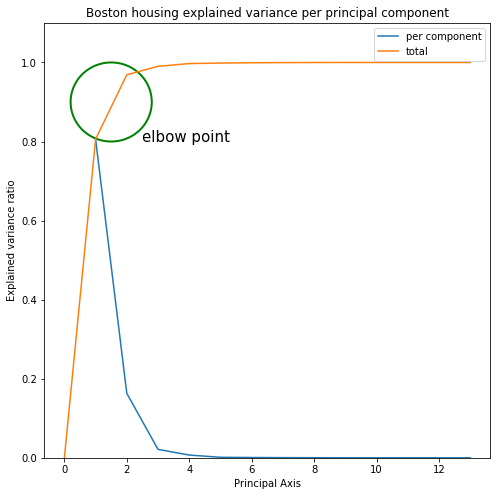 Boston housing explained variance per principal component
per component
total
elbow point
Explained variance ratio
1.0
0.8
0.6
0.4
0.2
0.0
0 2 4 6 8 10 12
Principal Axis